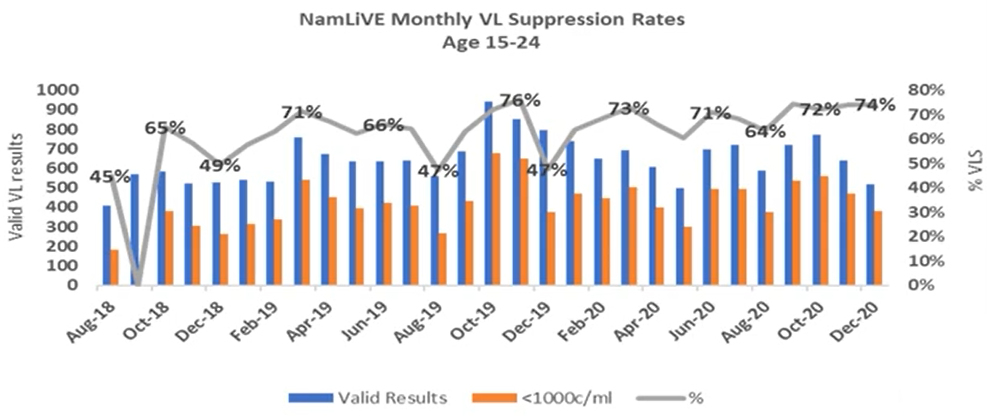 NamLiVE Monthly VL Suppression Rates
Age 15-24
Valid VL results
1000
900
800
700
600
500
400
300
200
100
0
45%
65%
49%
71%
66%
47%
76%
47%
73%
71%
64%
72%
74%
80%
70%
60%
50%
40%
30%
20%
10%
0%
% VLS
Aug-18
Oct-18
Dec-18
Feb-19
Apr-19
Jun-19
Aug-19
Oct-19
Dec-19
Feb-20
Apr-20
Jun-20
Aug-20
Oct-20
Dec-20
Valid Results
<1000c/ml
%